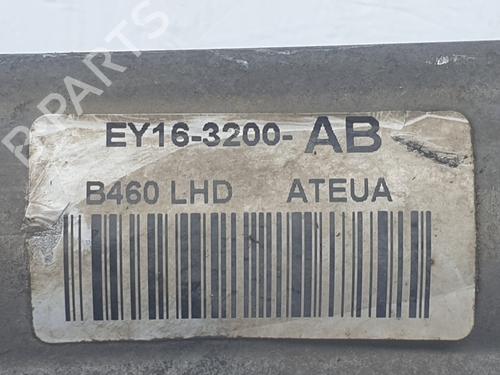 EY16-3200- AB
B460 LHD ATEUA
B-PARTS